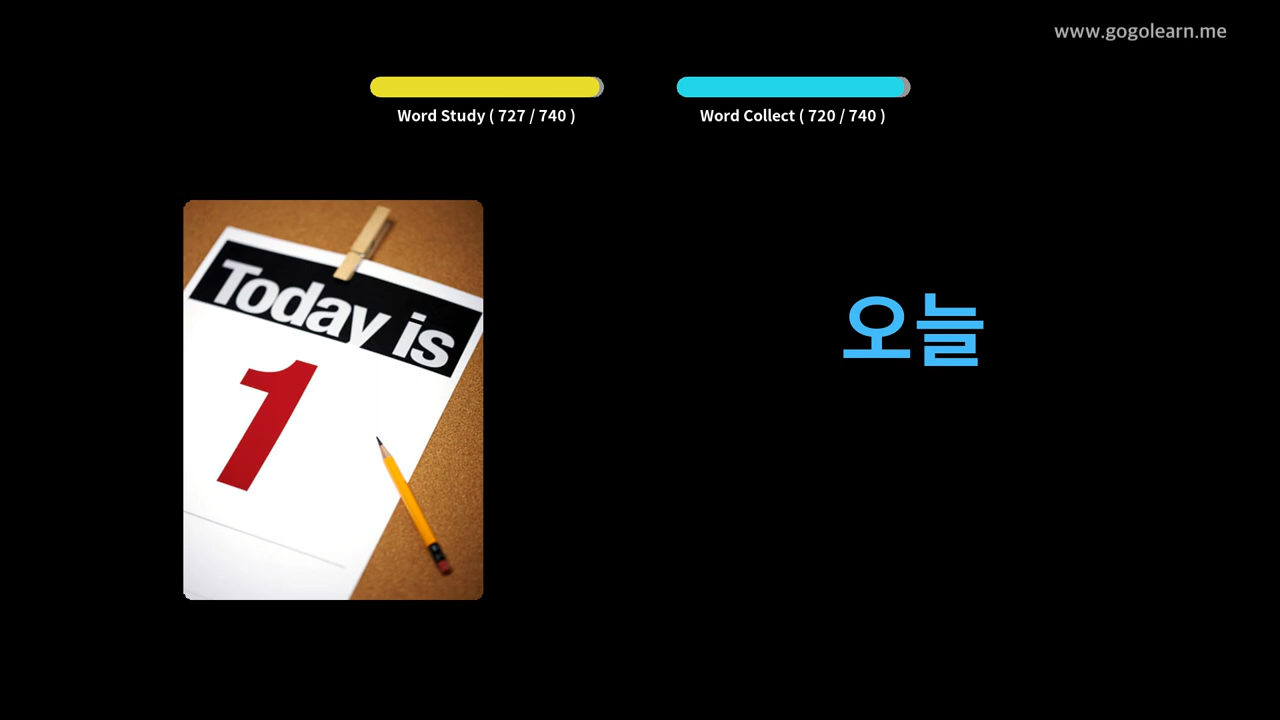 www.gogolearn.me
Word Study ( 727 / 740 )
Word Collect ( 720 / 740 )
Today is
1
오늘